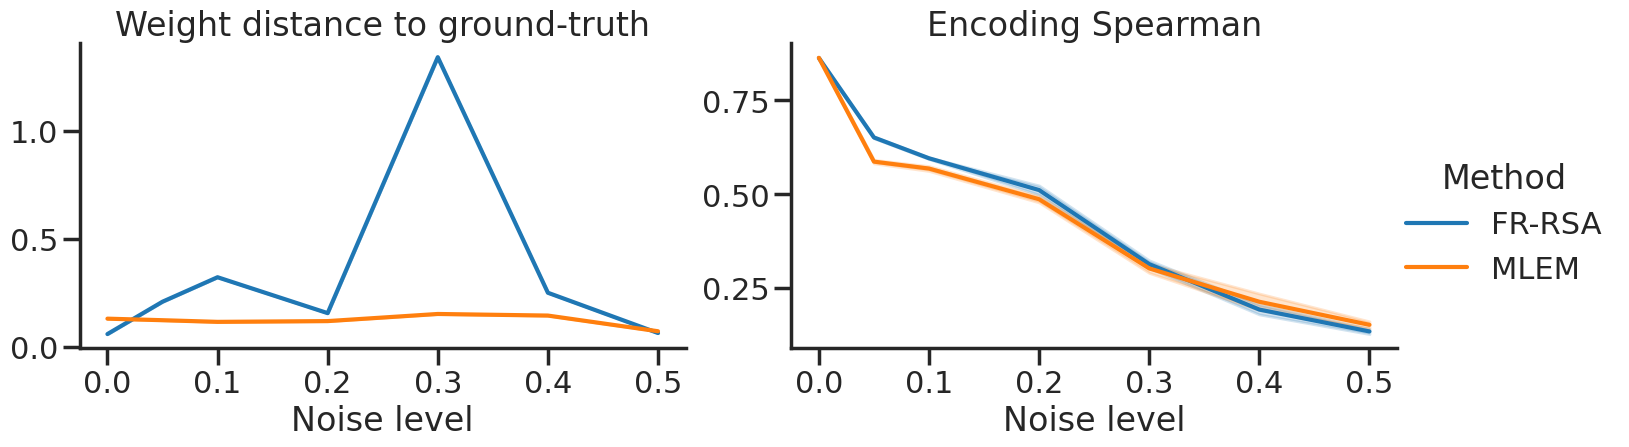 Weight distance to ground-truth
1.0
0.5
0.0
0.0 0.1 0.2 0.3 0.4 0.5
Noise level
Encoding Spearman
0.75
0.50
0.25
0.0 0.1 0.2 0.3 0.4 0.5
Noise level
Method
FR-RSA
MLEM